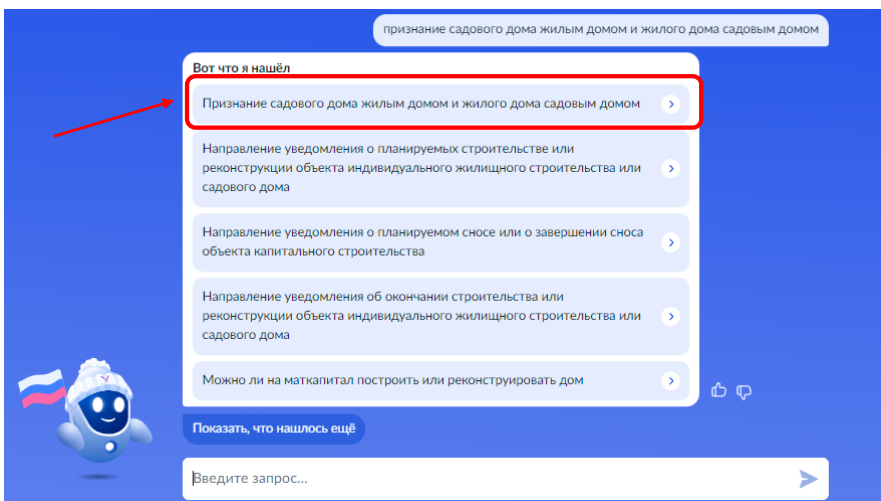 признание садового дома жилым домом и жилого дома садовым домом
Вот что я нашёл
Признание садового дома жилым домом и жилого дома садовым домом
Направление уведомления о планируемых строительстве или
реконструкции объекта индивидуального жилищного строительства или
садового дома
Направление уведомления о планируемом сносе или о завершении сноса
объекта капитального строительства
Направление уведомления об окончании строительства или
реконструкции объекта индивидуального жилищного строительства или
садового дома
Можно ли на маткапитал построить или реконструировать дом
Показать, что нашлось ещё
Введите запрос...